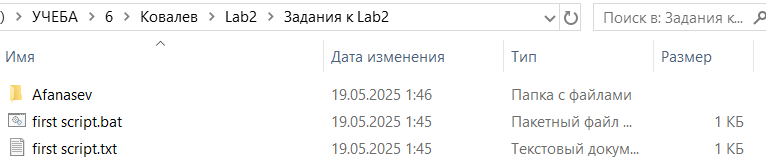 ) > УЧЕБА > 6 > Ковалев > Lab2 > Задания к Lab2
Поиск в: Задания к...
Имя Дата изменения Тип Размер
Afanasev 19.05.2025 1:46 Папка с файлами
first script.bat 19.05.2025 1:45 Пакетный файл ... 1 КБ
first script.txt 19.05.2025 1:45 Текстовый докум... 1 КБ